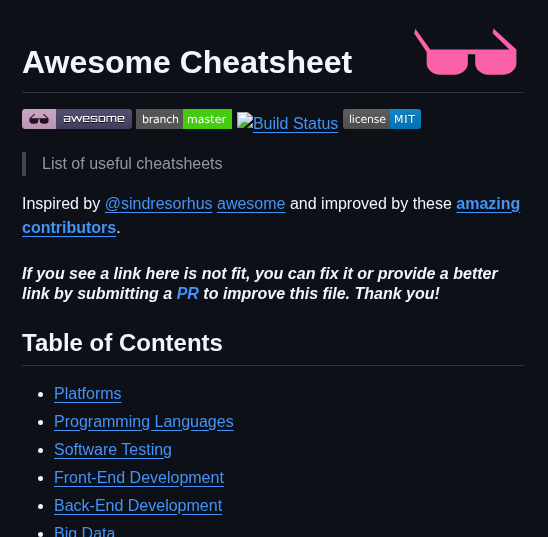 Awesome Cheatsheet
awesome branch master Build Status license MIT
List of useful cheatsheets
Inspired by @sindresorhus awesome and improved by these amazing
contributors.
If you see a link here is not fit, you can fix it or provide a better
link by submitting a PR to improve this file. Thank you!
Table of Contents
Platforms
Programming Languages
Software Testing
Front-End Development
Back-End Development
Big Data